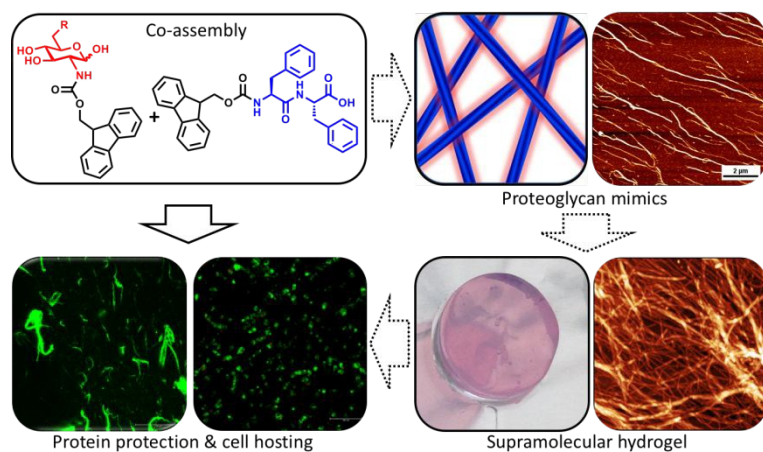 Co-assembly
R
HO
O
OH
HO
NH
O
O
+
O
O
N
H
O
H
N
O
OH
O
2 µm
Proteoglycan mimics
Protein protection & cell hosting
Supramolecular hydrogel